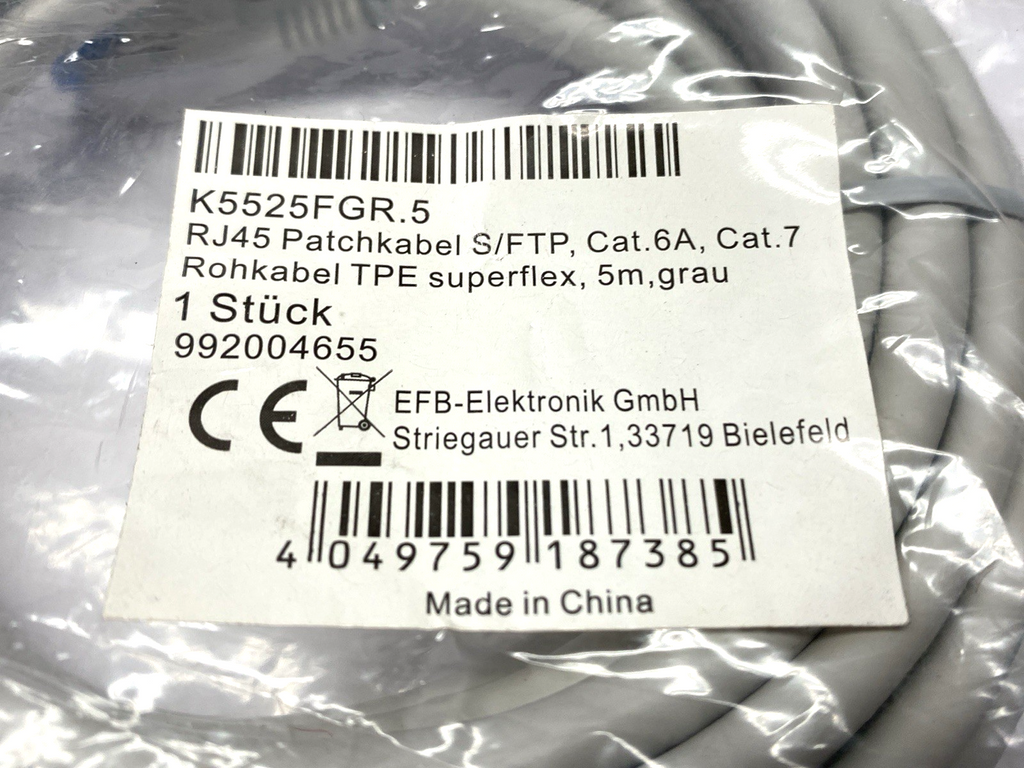 K5525FGR.5
RJ45 Patchkabel S/FTP, Cat.6A, Cat.7
Rohkabel TPE superflex, 5m,grau
1 Stück
992004655
CE
EFB-Elektronik GmbH
Striegauer Str.1,33719 Bielefeld
4 049759 187385
Made in China